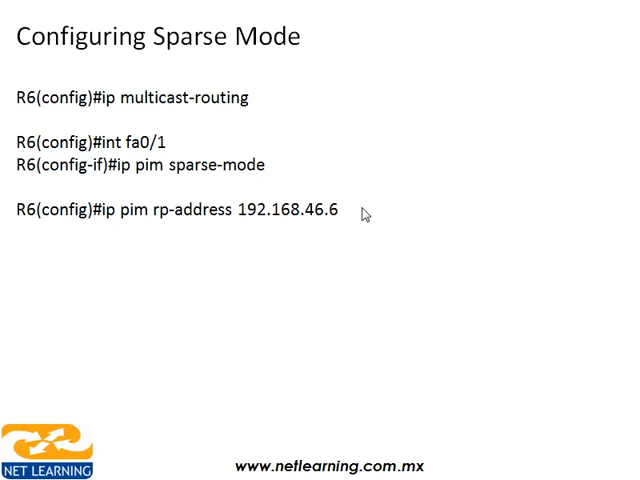 Configuring Sparse Mode
R6(config)#ip multicast-routing
R6(config)#int fa0/1
R6(config-if)#ip pim sparse-mode
R6(config)#ip pim rp-address 192.168.46.6
NET LEARNING
www.netlearning.com.mx